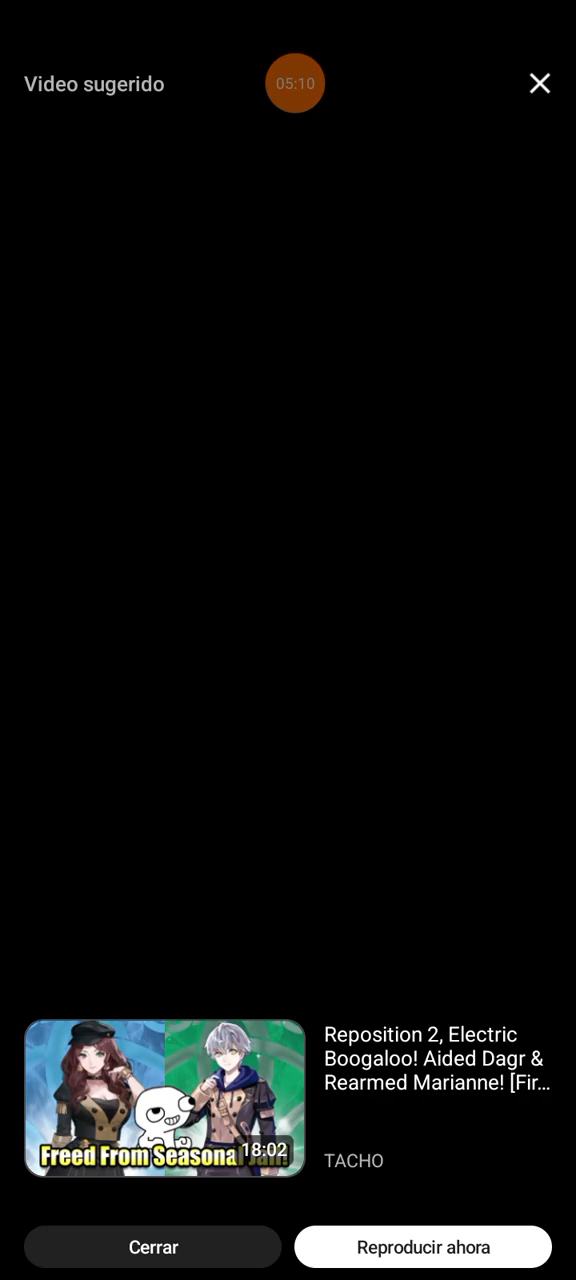 Video sugerido
05:10
Reposition 2, Electric
Boogaloo! Aided Dagr &
Rearmed Marianne! [Fir...
Freed From Seasonal
18:02
TACHO
Cerrar
Reproducir ahora